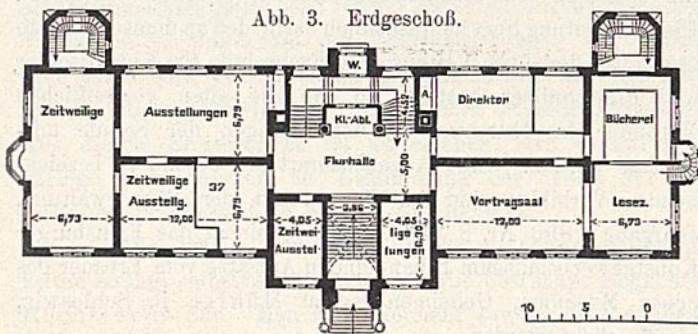 Abb. 3. Erdgeschoß.
W.
Zeitweilige
Ausstellungen
6,79
Kl.-Abl.
4,52
A.
Direktor
Bücherei
Flurhalle
5,00
Zeitweilige
Ausstellg.
37
6,79
6,73
12,00
4,05
3,96
4,05
6,30
Zeitwei-
Ausstel-
lige
lungen
Vortragsaal
12,00
Lesez.
6,73
10 5 0